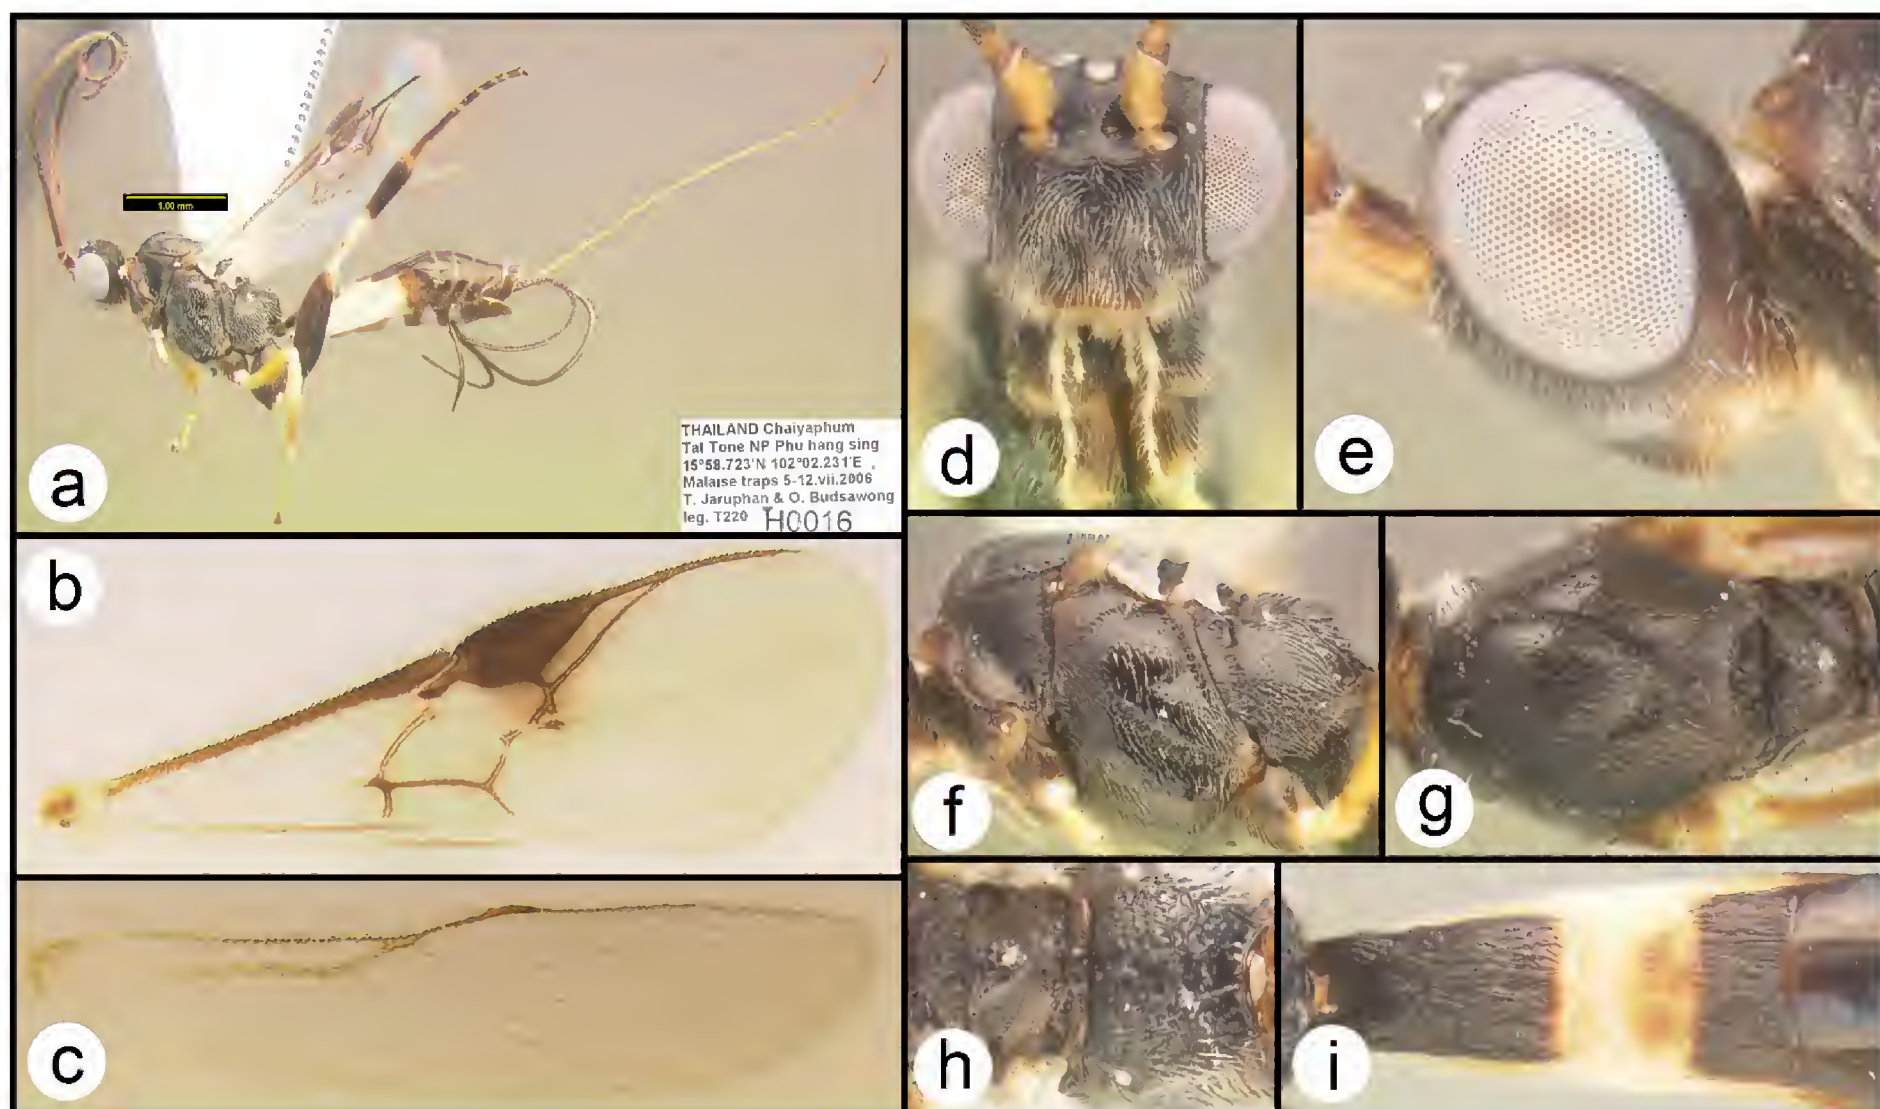 1.00 mm
THAILAND Chaiyaphum
Tat Tone NP Phu hang sing
15°58.723'N 102°02.231'E
Malaise traps 5-12.vii.2006
T. Jaruphan & O. Budsawong
leg. T220 H0016
a
b
c
d
e
f
g
h
i